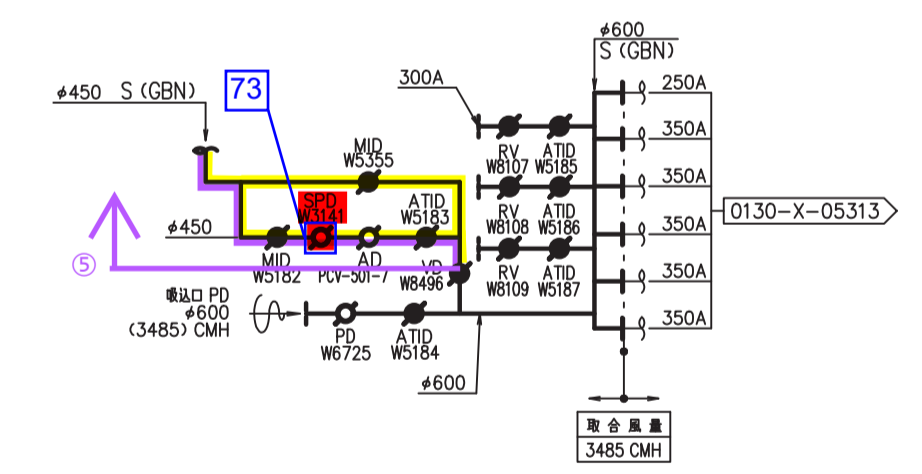 φ600
S (GBN)
φ450 S (GBN)
73
300A
250A
350A
350A
350A
350A
350A
MID
W5355
RV
W8107
ATID
W5185
SPD
W3141
ATID
W5183
RV
W8108
ATID
W5186
0130-X-05313
φ450
MID
W5182
AD
PCV-501-7
VD
W8496
RV
W8109
ATID
W5187
⑤
吸込口 PD
φ600
(3485) CMH
PD
W6725
ATID
W5184
φ600
取合風量
3485 CMH